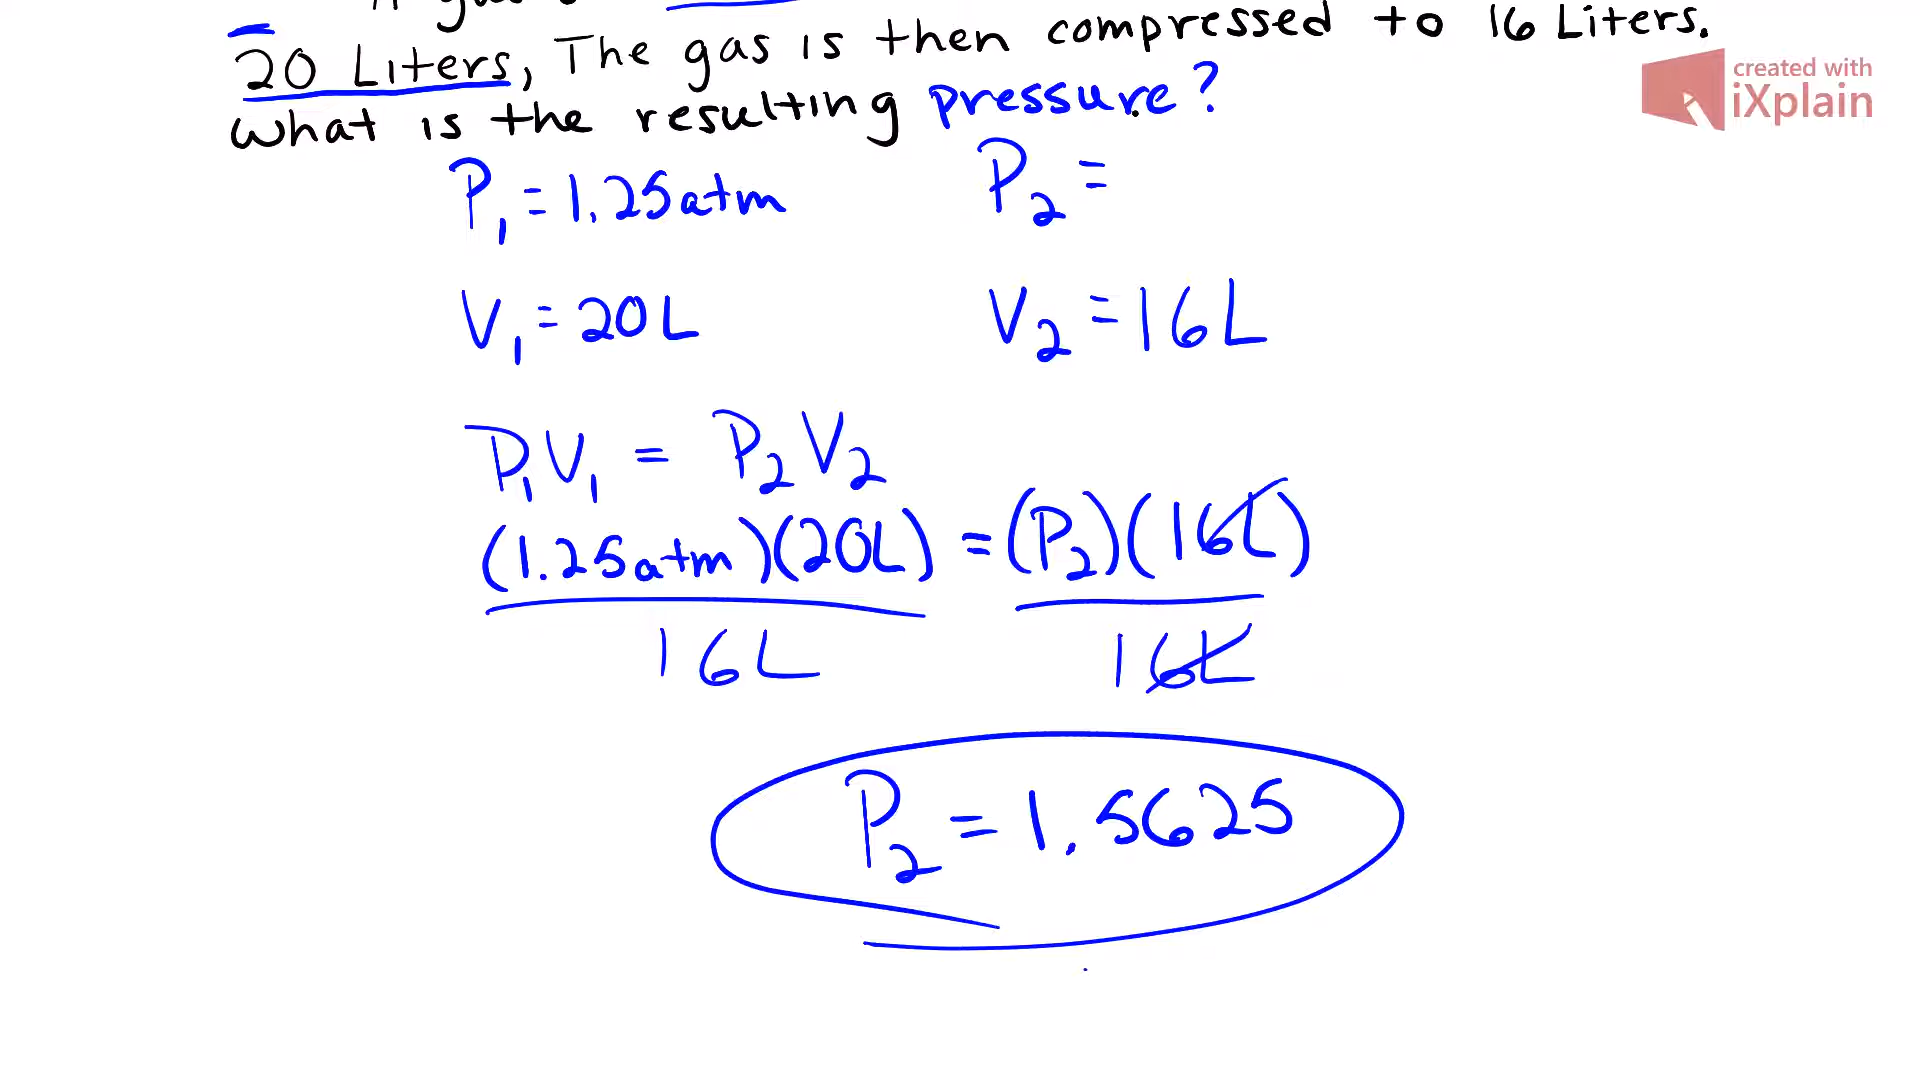 20 Liters, The gas is then compressed to 16 Liters.
what is the resulting pressure?
created with
iXplain
P₁ = 1.25atm P₂ =
V₁ = 20L V₂ = 16L
P₁V₁ = P₂V₂
(1.25atm)(20L) = (P₂)(16L)
16L 16L
P₂ = 1.5625